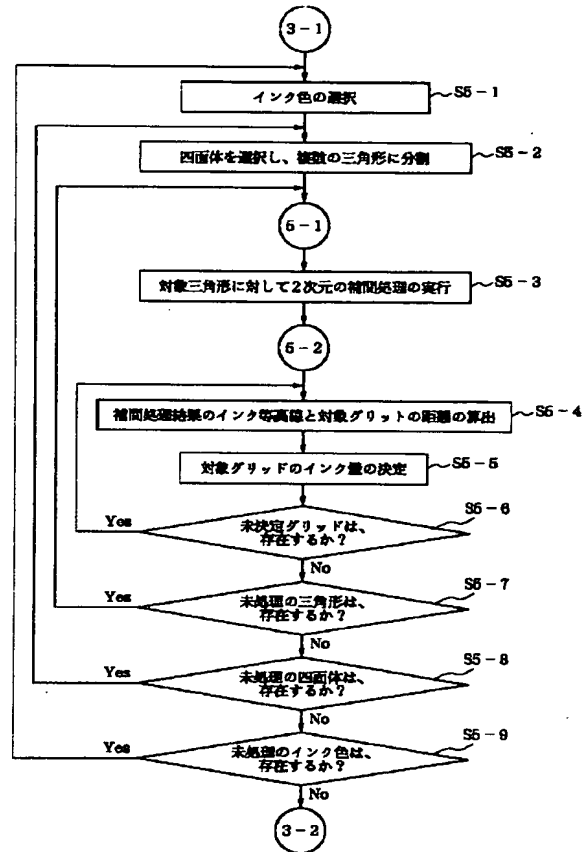 3-1
インク色の選択
S5-1
四面体を選択し、複数の三角形に分割
S5-2
5-1
対象三角形に対して2次元の補間処理の実行
S5-3
5-2
補間処理結果のインク等高線と対象グリットの距離の算出
S5-4
対象グリッドのインク量の決定
S5-5
未決定グリッドは、
存在するか?
S5-6
Yes
No
未処理の三角形は、
存在するか?
S5-7
Yes
No
未処理の四面体は、
存在するか?
S5-8
Yes
No
未処理のインク色は、
存在するか?
S5-9
Yes
No
3-2